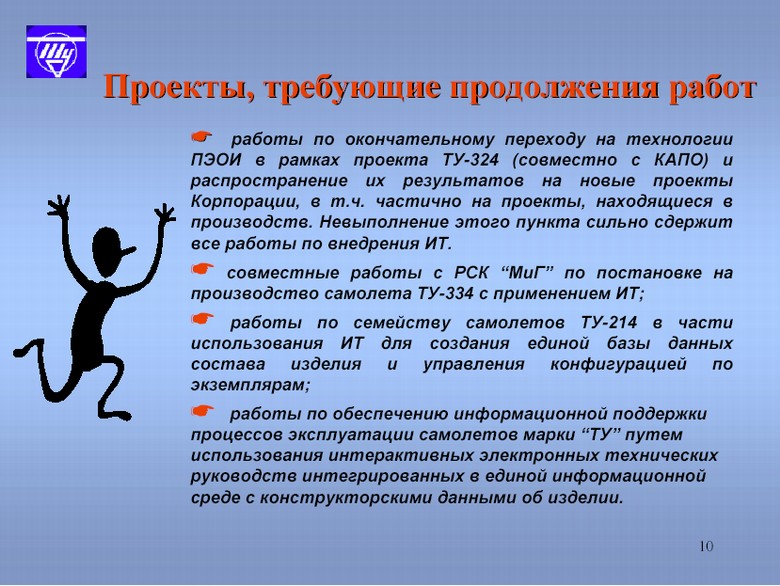 Ту
Проекты, требующие продолжения работ
работы по окончательному переходу на технологии
ПЭОИ в рамках проекта ТУ-324 (совместно с КАПО) и
распространение их результатов на новые проекты
Корпорации, в т.ч. частично на проекты, находящиеся в
производств. Невыполнение этого пункта сильно сдержит
все работы по внедрения ИТ.
совместные работы с РСК “МиГ” по постановке на
производство самолета ТУ-334 с применением ИТ;
работы по семейству самолетов ТУ-214 в части
использования ИТ для создания единой базы данных
состава изделия и управления конфигурацией по
экземплярам;
работы по обеспечению информационной поддержки
процессов эксплуатации самолетов марки “ТУ” путем
использования интерактивных электронных технических
руководств интегрированных в единой информационной
среде с конструкторскими данными об изделии.
10